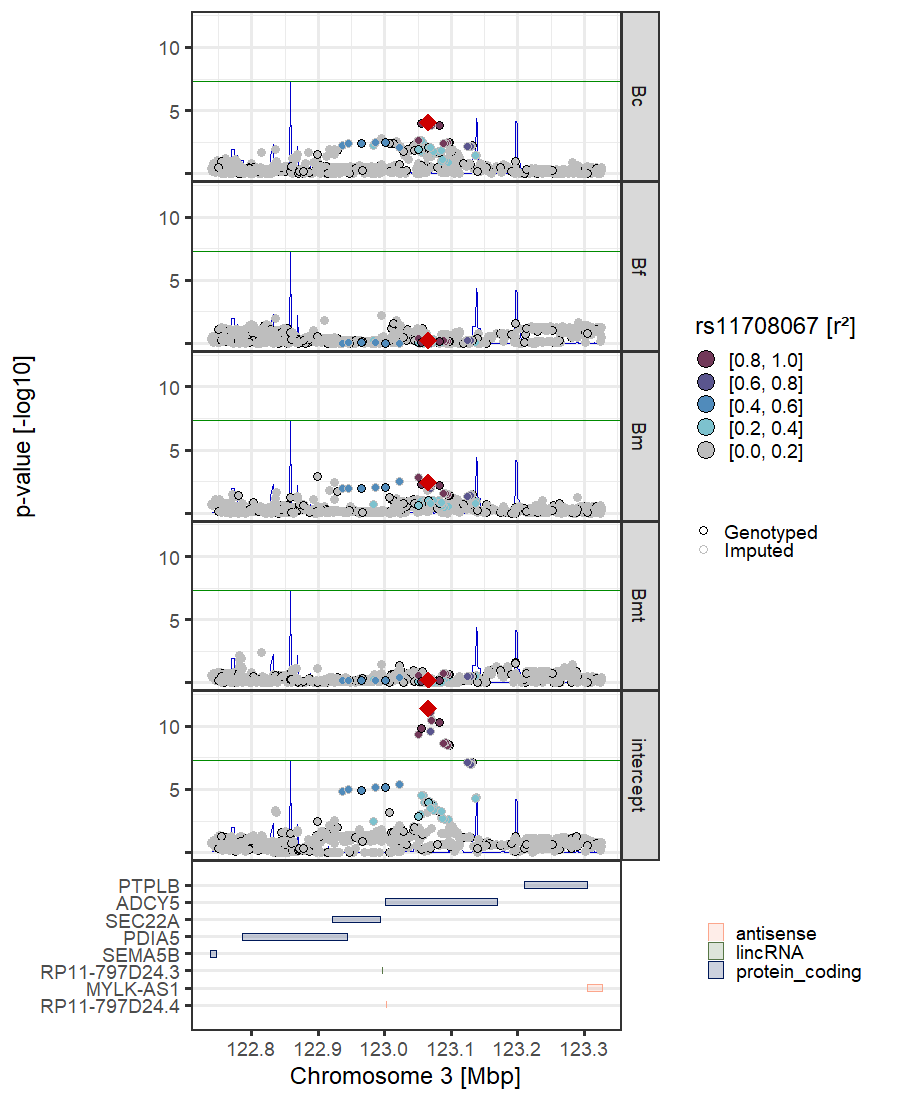 10
5
Bc
10
5
Bf
10
5
Bm
10
5
Bmt
10
5
intercept
p-value [-log10]
rs11708067 [r²]
[0.8, 1.0]
[0.6, 0.8]
[0.4, 0.6]
[0.2, 0.4]
[0.0, 0.2]
Genotyped
Imputed
PTPLB
ADCY5
SEC22A
PDIA5
SEMA5B
RP11-797D24.3
MYLK-AS1
RP11-797D24.4
antisense
lincRNA
protein_coding
122.8 122.9 123.0 123.1 123.2 123.3
Chromosome 3 [Mbp]